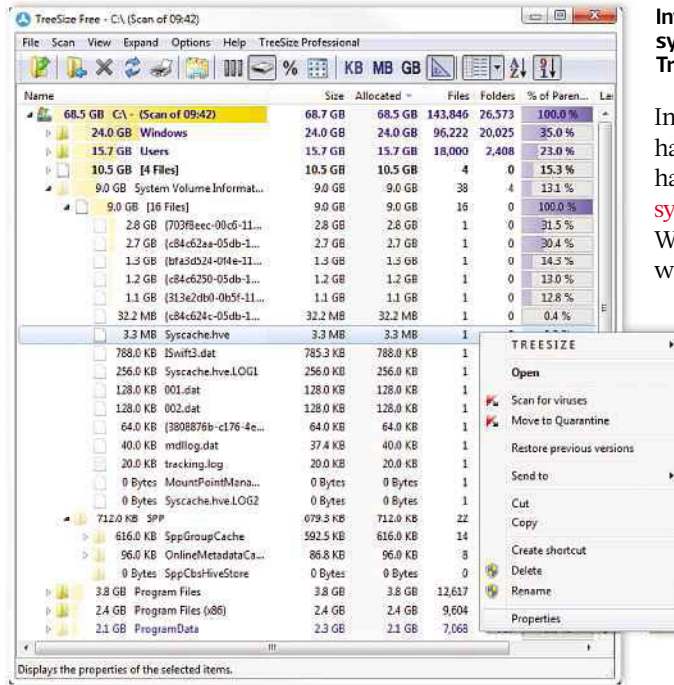 TreeSize Free - C:\ (Scan of 09:42)
File Scan View Expand Options Help TreeSize Professional
% KB MB GB
Name Size Allocated Files Folders % of Paren... Las
68.5 GB C:\ - (Scan of 09:42) 68.7 GB 68.5 GB 143,846 26,573 100.0 %
24.0 GB Windows 24.0 GB 24.0 GB 96,222 20,025 35.0 %
15.7 GB Users 15.7 GB 15.7 GB 18,000 2,408 23.0 %
10.5 GB [4 Files] 10.5 GB 10.5 GB 4 0 15.3 %
9.0 GB System Volume Informat... 9.0 GB 9.0 GB 38 4 13.1 %
9.0 GB [16 Files] 9.0 GB 9.0 GB 16 0 100.0 %
2.8 GB {703f8eec-00c6-11... 2.8 GB 2.8 GB 1 0 31.5 %
2.7 GB {c84c62aa-05db-1... 2.7 GB 2.7 GB 1 0 30.4 %
1.3 GB {bfa3d524-0f4e-11... 1.3 GB 1.3 GB 1 0 14.3 %
1.2 GB {c84c6250-05db-1... 1.2 GB 1.2 GB 1 0 13.0 %
1.1 GB {313e2db0-0b5f-11... 1.1 GB 1.1 GB 1 0 12.8 %
32.2 MB {c84c624c-05db-1... 32.2 MB 32.2 MB 1 0 0.4 %
3.3 MB Syscache.hve 3.3 MB 3.3 MB 1
788.0 KB ISwift3.dat 785.3 KB 788.0 KB 1
256.0 KB Syscache.hve.LOG1 256.0 KB 256.0 KB 1
128.0 KB 001.dat 128.0 KB 128.0 KB 1
128.0 KB 002.dat 128.0 KB 128.0 KB 1
64.0 KB {3808876b-c176-4e... 64.0 KB 64.0 KB 1
40.0 KB mdllog.dat 37.4 KB 40.0 KB 1
20.0 KB tracking.log 20.0 KB 20.0 KB 1
0 Bytes MountPointMana... 0 Bytes 0 Bytes 1
0 Bytes Syscache.hve.LOG2 0 Bytes 0 Bytes 1
712.0 KB SPP 679.3 KB 712.0 KB 22
616.0 KB SppGroupCache 592.5 KB 616.0 KB 14
96.0 KB OnlineMetadataCa... 86.8 KB 96.0 KB 8
0 Bytes SppCbsHiveStore 0 Bytes 0 Bytes 0
3.8 GB Program Files 3.8 GB 3.8 GB 12,617
2.4 GB Program Files (x86) 2.4 GB 2.4 GB 9,604
2.1 GB ProgramData 2.3 GB 2.1 GB 7,068
Displays the properties of the selected items.
TREESIZE
Open
Scan for viruses
Move to Quarantine
Restore previous versions
Send to
Cut
Copy
Create shortcut
Delete
Rename
Properties
sy
Tr
In
ha
ha
sy
W
w